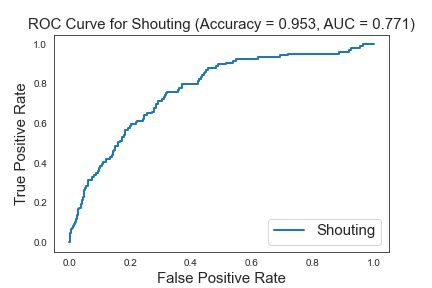 ROC Curve for Shouting (Accuracy = 0.953, AUC = 0.771)
1.0
0.8
0.6
0.4
0.2
0.0
True Positive Rate
Shouting
0.0 0.2 0.4 0.6 0.8 1.0
False Positive Rate